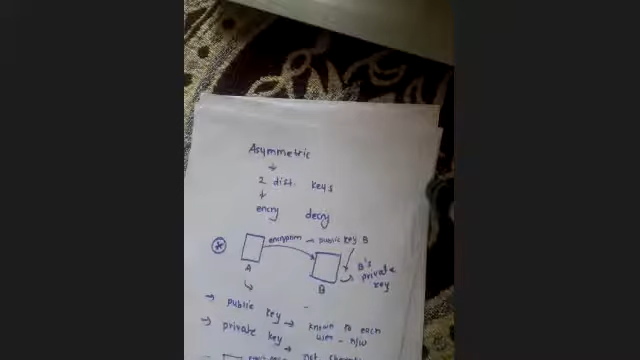 Asymmetric
2 dist. keys
encry decry
encryption → public key B
A
B
B's private key
→ public key → known to each user - n/w
→ private key →
not